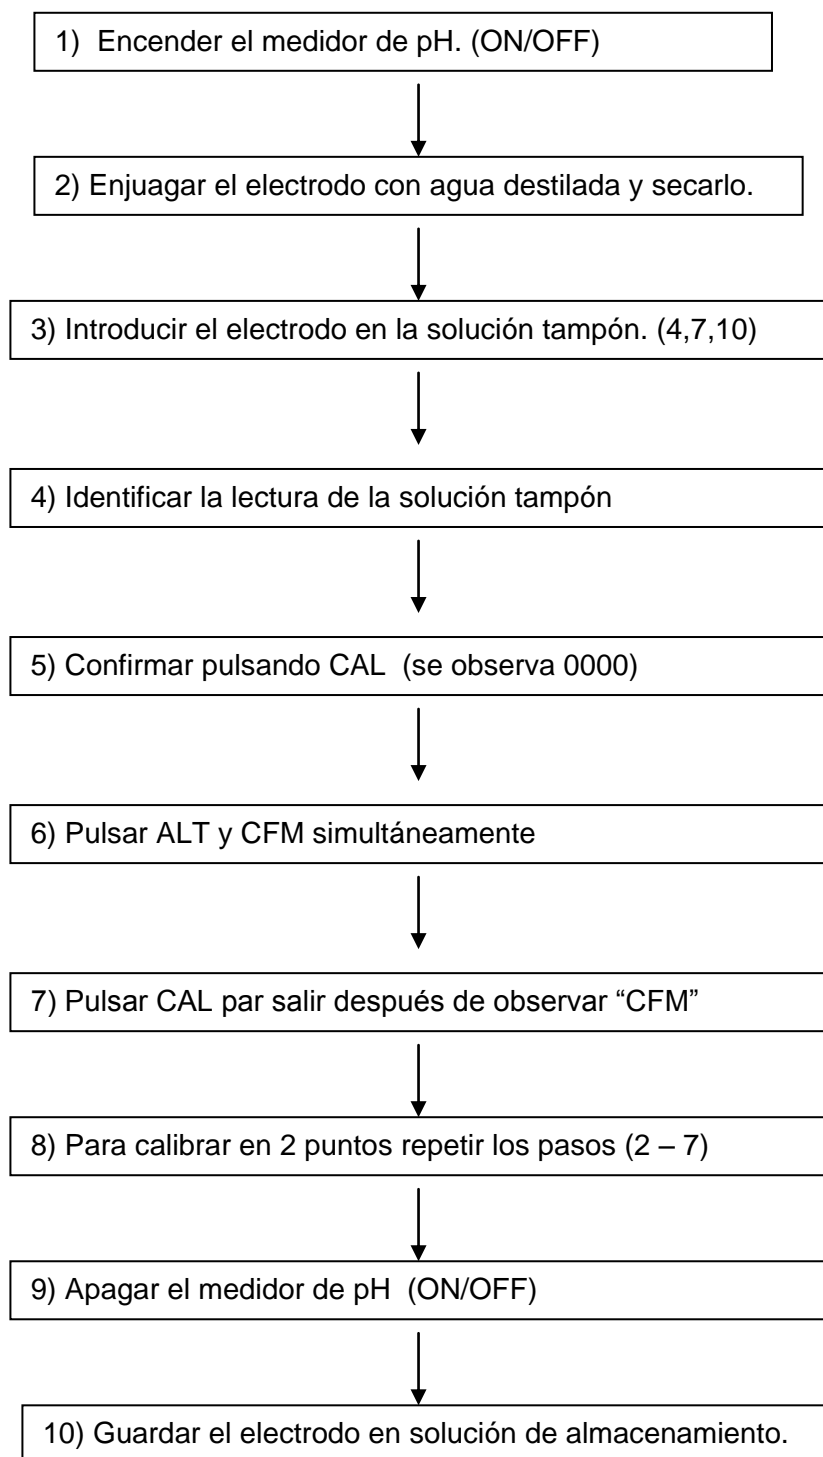 1)  Encender el medidor de pH. (ON/OFF)
2) Enjuagar el electrodo con agua destilada y secarlo.
3) Introducir el electrodo en la solución tampón. (4,7,10)
4) Identificar la lectura de la solución tampón
5) Confirmar pulsando CAL  (se observa 0000)
6) Pulsar ALT y CFM simultáneamente
7) Pulsar CAL par salir después de observar “CFM”
8) Para calibrar en 2 puntos repetir los pasos (2 – 7)
9) Apagar el medidor de pH  (ON/OFF)
10) Guardar el electrodo en solución de almacenamiento.